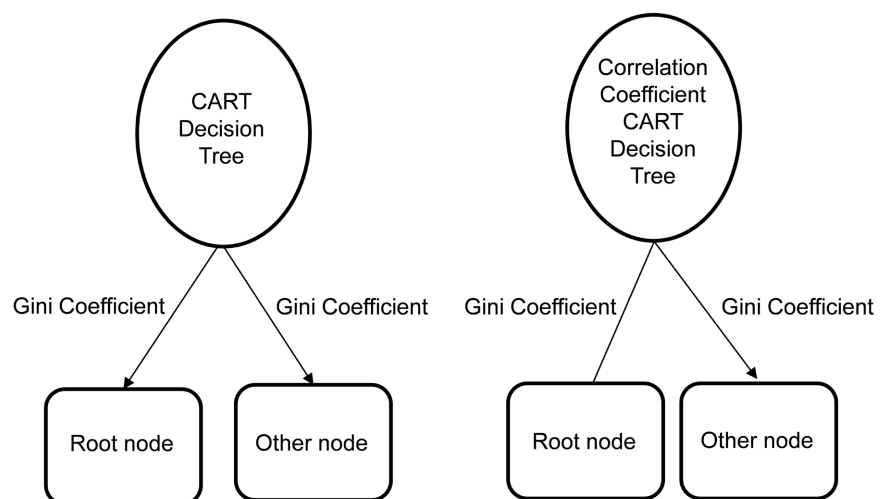 CART
Decision
Tree
Gini Coefficient
Gini Coefficient
Root node
Other node
Correlation
Coefficient
CART
Decision
Tree
Gini Coefficient
Gini Coefficient
Root node
Other node